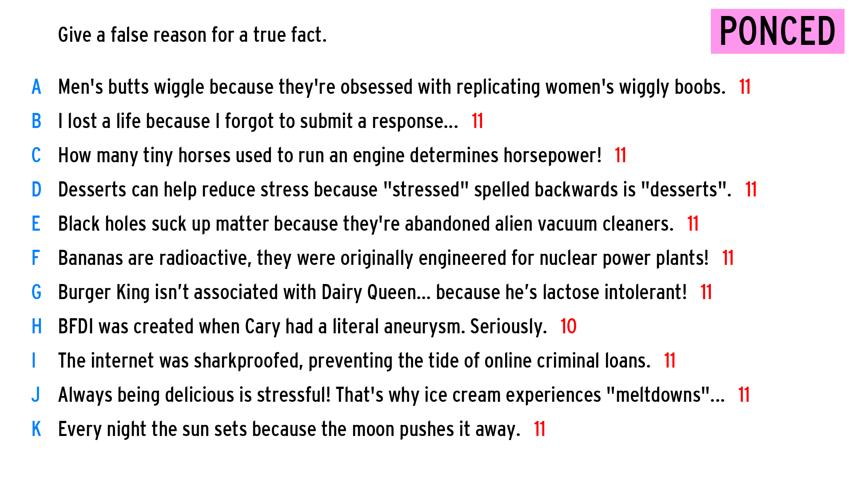 Give a false reason for a true fact.
PONCED
A Men's butts wiggle because they're obsessed with replicating women's wiggly boobs. 11
B I lost a life because I forgot to submit a response... 11
C How many tiny horses used to run an engine determines horsepower! 11
D Desserts can help reduce stress because "stressed" spelled backwards is "desserts". 11
E Black holes suck up matter because they're abandoned alien vacuum cleaners. 11
F Bananas are radioactive, they were originally engineered for nuclear power plants! 11
G Burger King isn’t associated with Dairy Queen... because he’s lactose intolerant! 11
H BFDI was created when Cary had a literal aneurysm. Seriously. 10
I The internet was sharkproofed, preventing the tide of online criminal loans. 11
J Always being delicious is stressful! That's why ice cream experiences "meltdowns"... 11
K Every night the sun sets because the moon pushes it away. 11